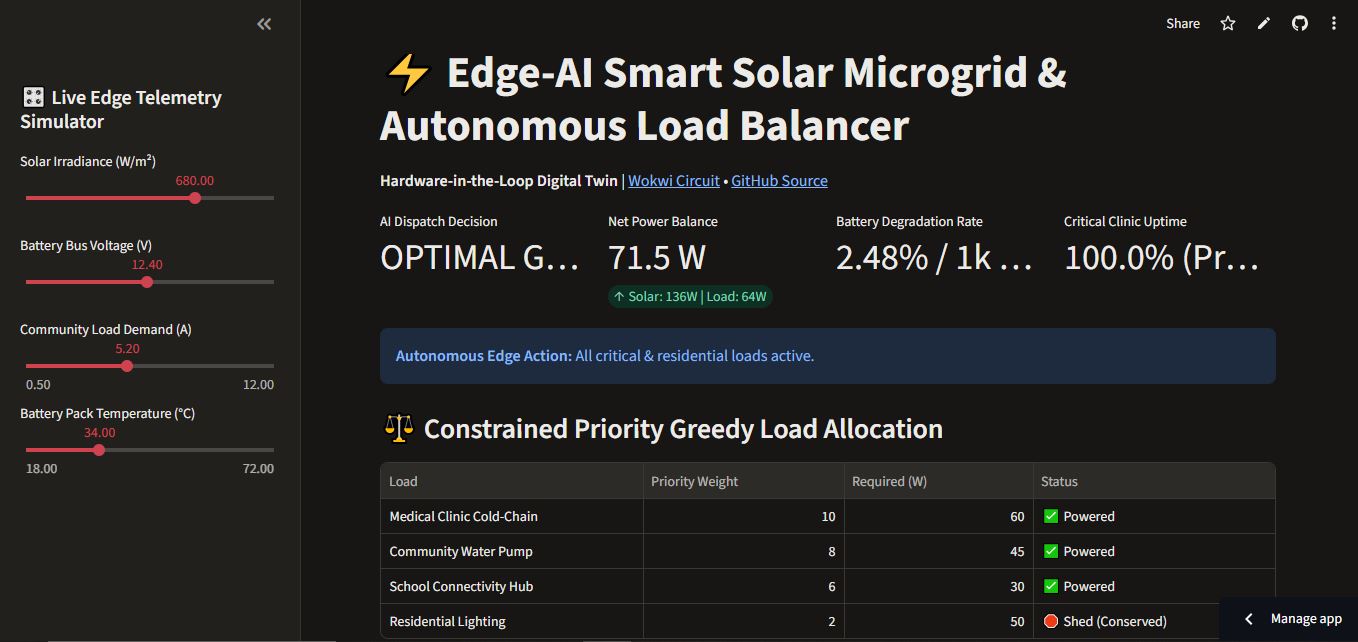 Share
Live Edge Telemetry
Simulator
Solar Irradiance (W/m²)
680.00
Battery Bus Voltage (V)
12.40
Community Load Demand (A)
5.20
0.50 12.00
Battery Pack Temperature (°C)
34.00
18.00 72.00
⚡ Edge-AI Smart Solar Microgrid &
Autonomous Load Balancer
Hardware-in-the-Loop Digital Twin | Wokwi Circuit • GitHub Source
AI Dispatch Decision Net Power Balance Battery Degradation Rate Critical Clinic Uptime
OPTIMAL G… 71.5 W 2.48% / 1k … 100.0% (Pr…
↑ Solar: 136W | Load: 64W
Autonomous Edge Action: All critical & residential loads active.
⚖️ Constrained Priority Greedy Load Allocation
Load Priority Weight Required (W) Status
Medical Clinic Cold-Chain 10 60 ✅ Powered
Community Water Pump 8 45 ✅ Powered
School Connectivity Hub 6 30 ✅ Powered
Residential Lighting 2 50 🛑 Shed (Conserved)
Manage app